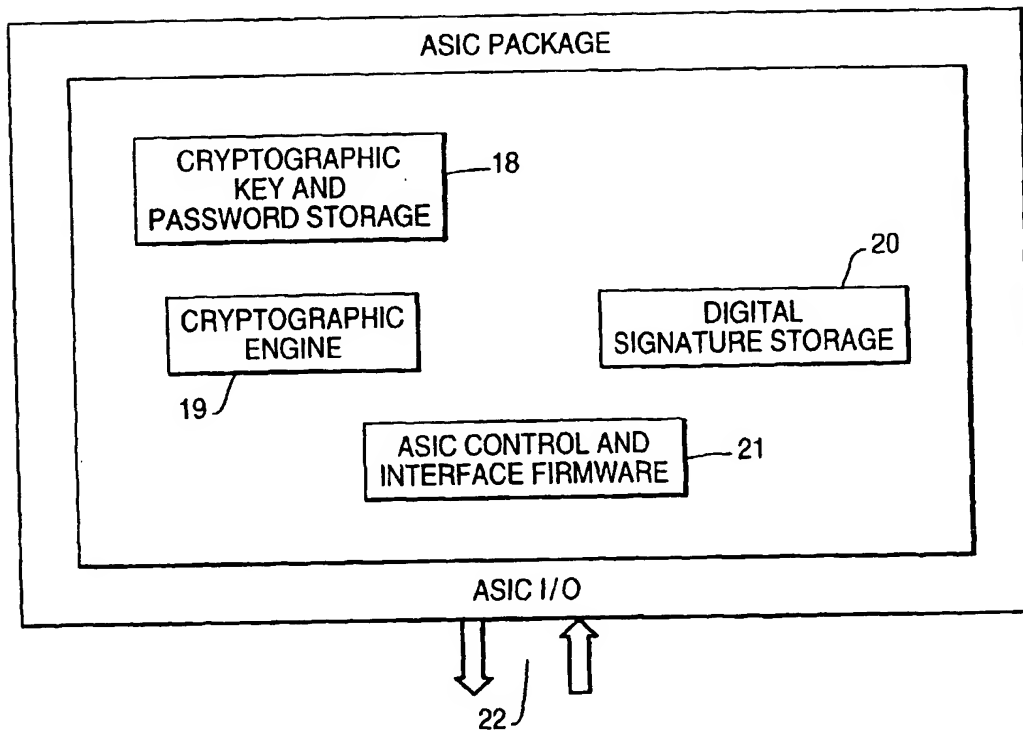 ASIC PACKAGE
CRYPTOGRAPHIC
KEY AND
PASSWORD STORAGE
18
20
CRYPTOGRAPHIC
ENGINE
DIGITAL
SIGNATURE STORAGE
19
ASIC CONTROL AND
INTERFACE FIRMWARE
21
ASIC I/O
22